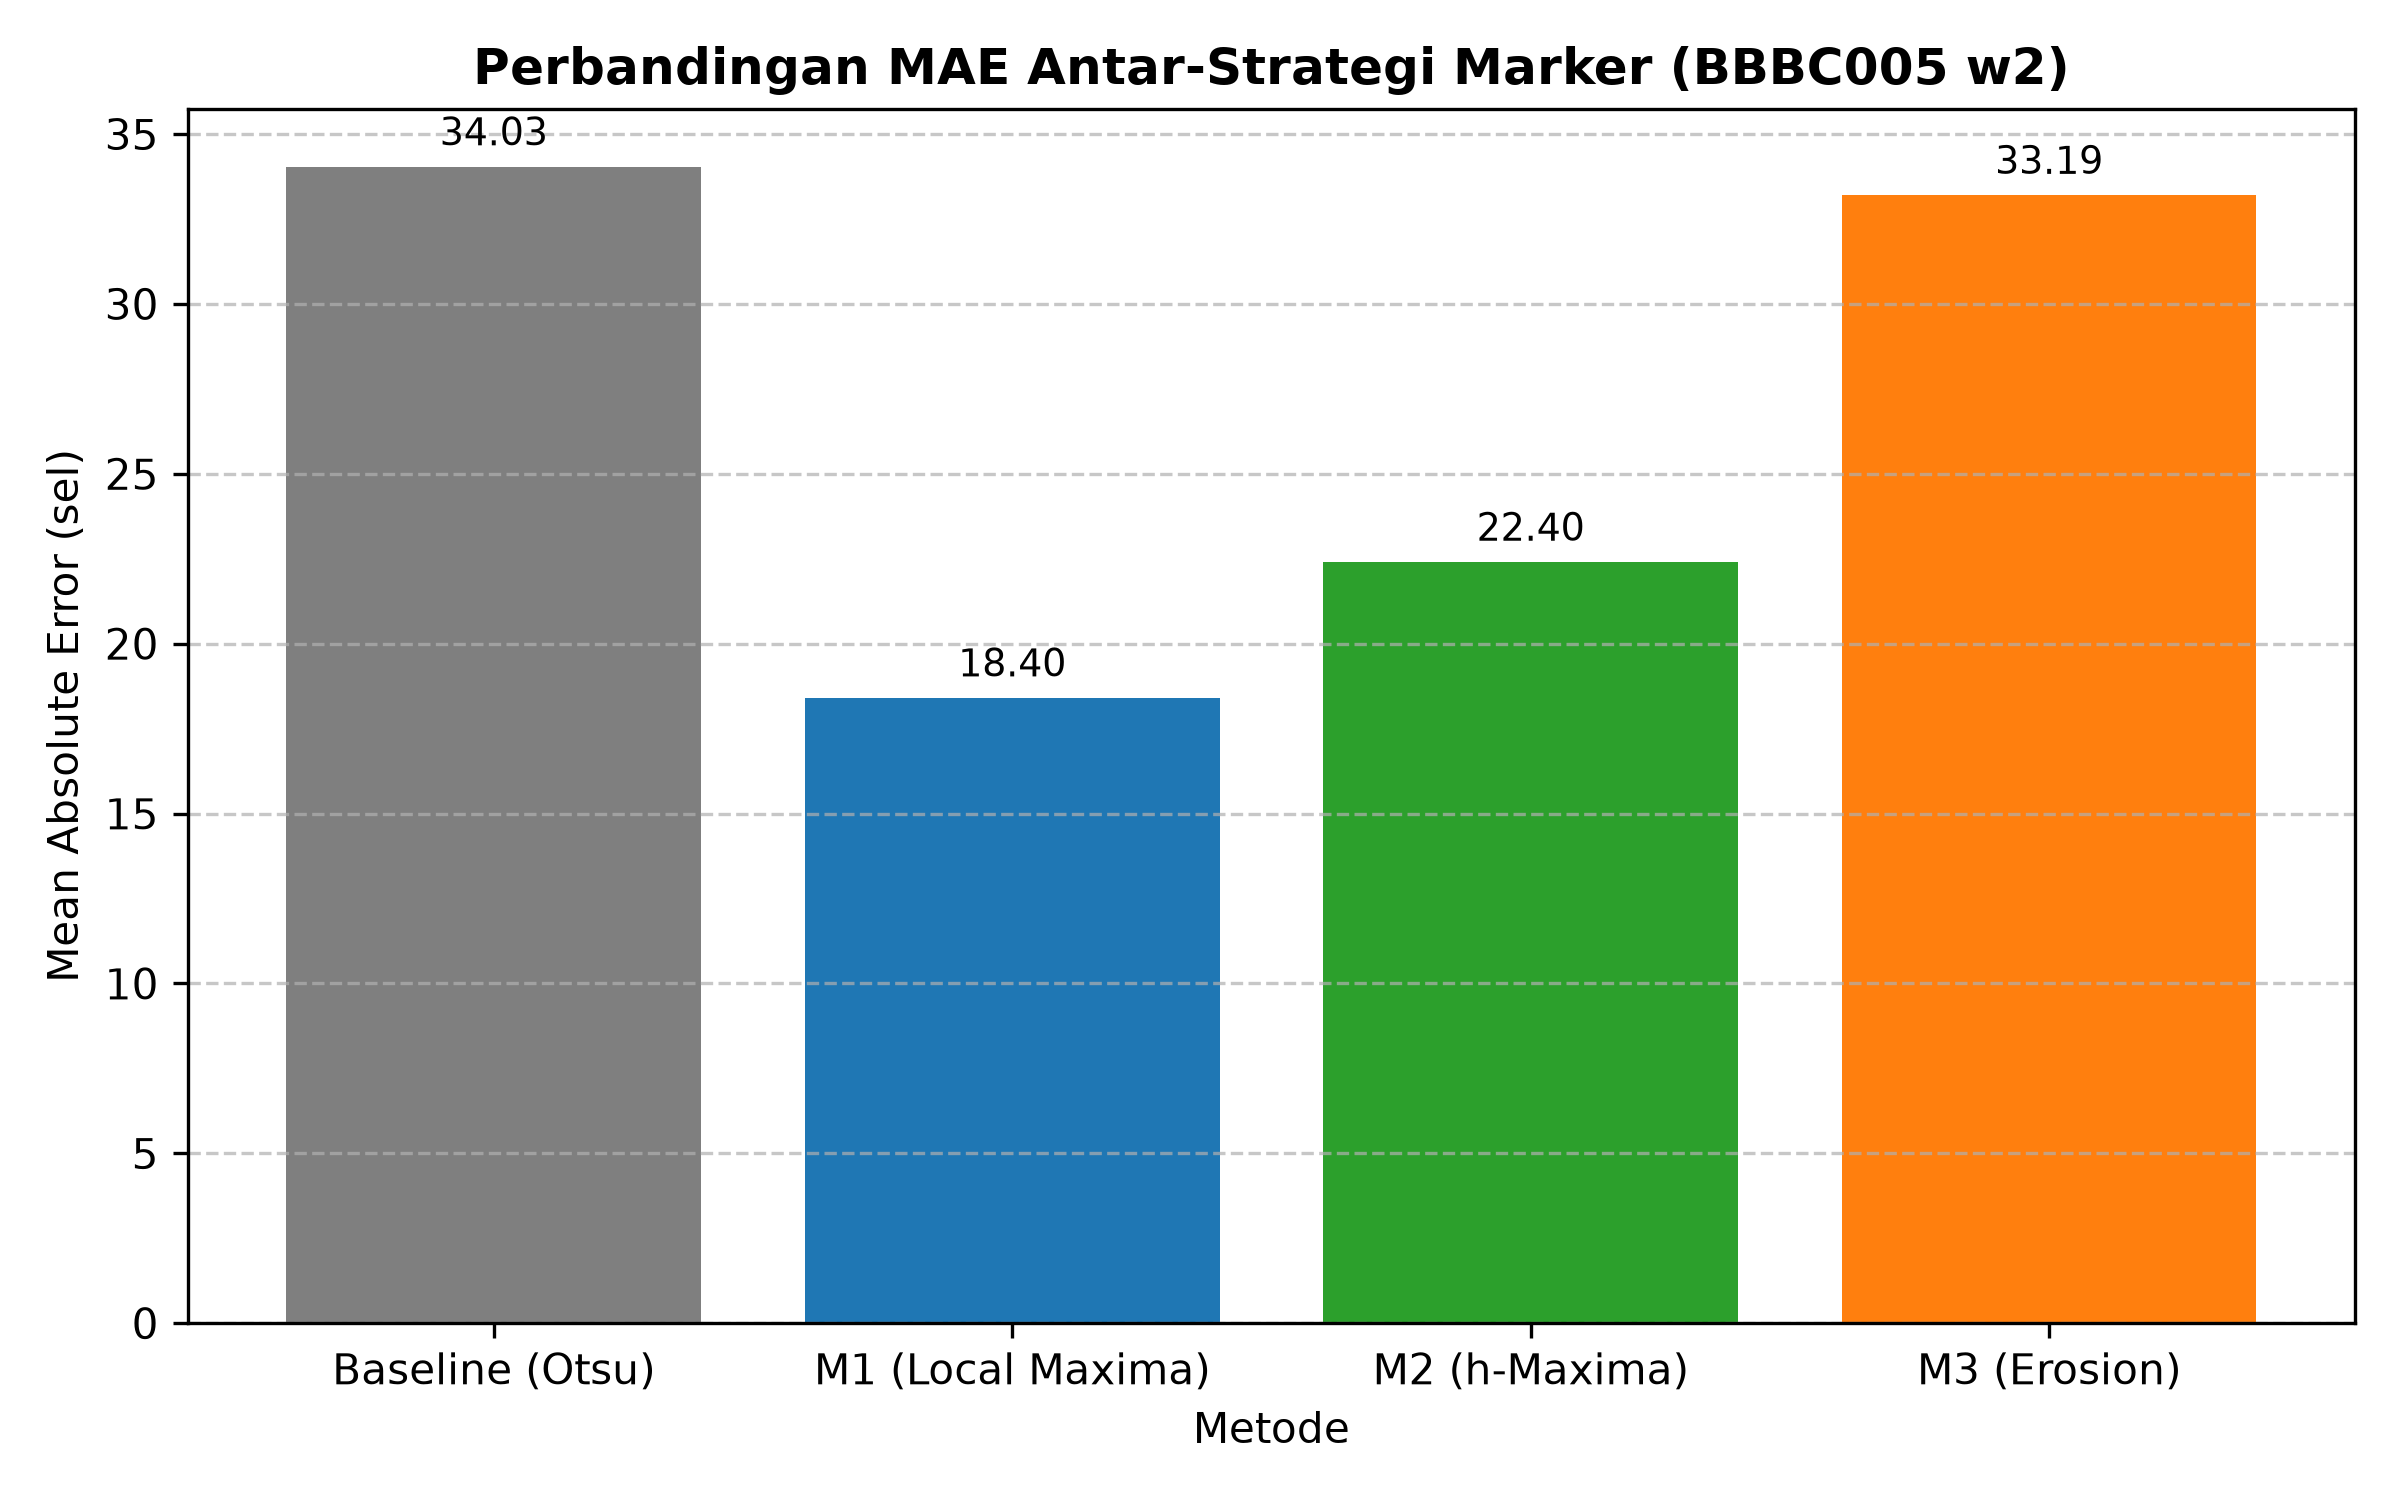 Perbandingan MAE Antar-Strategi Marker (BBBC005 w2)
Mean Absolute Error (sel)
35
30
25
20
15
10
5
0
34.03
18.40
22.40
33.19
Baseline (Otsu)
M1 (Local Maxima)
M2 (h-Maxima)
M3 (Erosion)
Metode